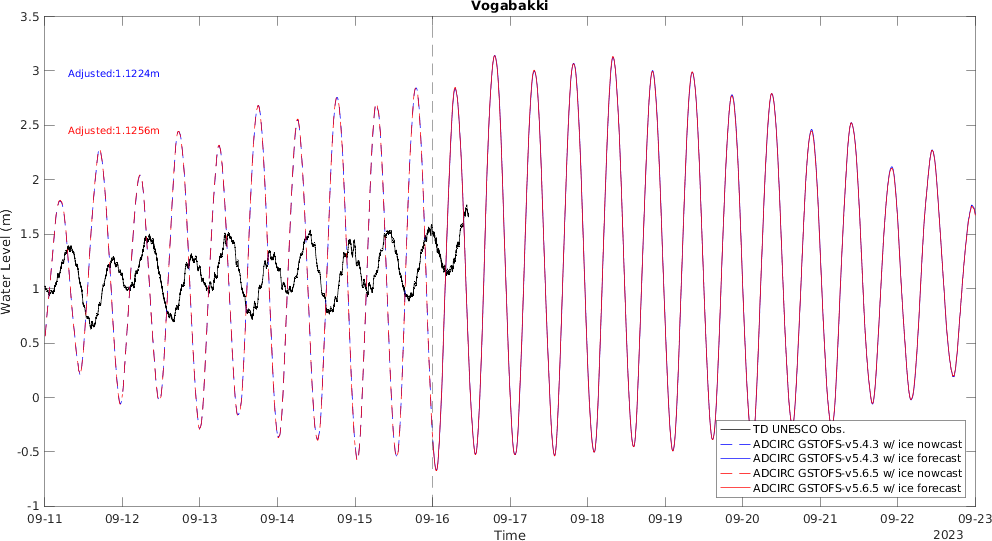 Vogabakki
3.5
3
2.5
2
1.5
1
0.5
0
-0.5
-1
Water Level (m)
Adjusted:1.1224m
Adjusted:1.1256m
TD UNESCO Obs.
ADCIRC GSTOFS-v5.4.3 w/ ice nowcast
ADCIRC GSTOFS-v5.4.3 w/ ice forecast
ADCIRC GSTOFS-v5.6.5 w/ ice nowcast
ADCIRC GSTOFS-v5.6.5 w/ ice forecast
09-11 09-12 09-13 09-14 09-15 09-16 09-17 09-18 09-19 09-20 09-21 09-22 09-23
Time
2023